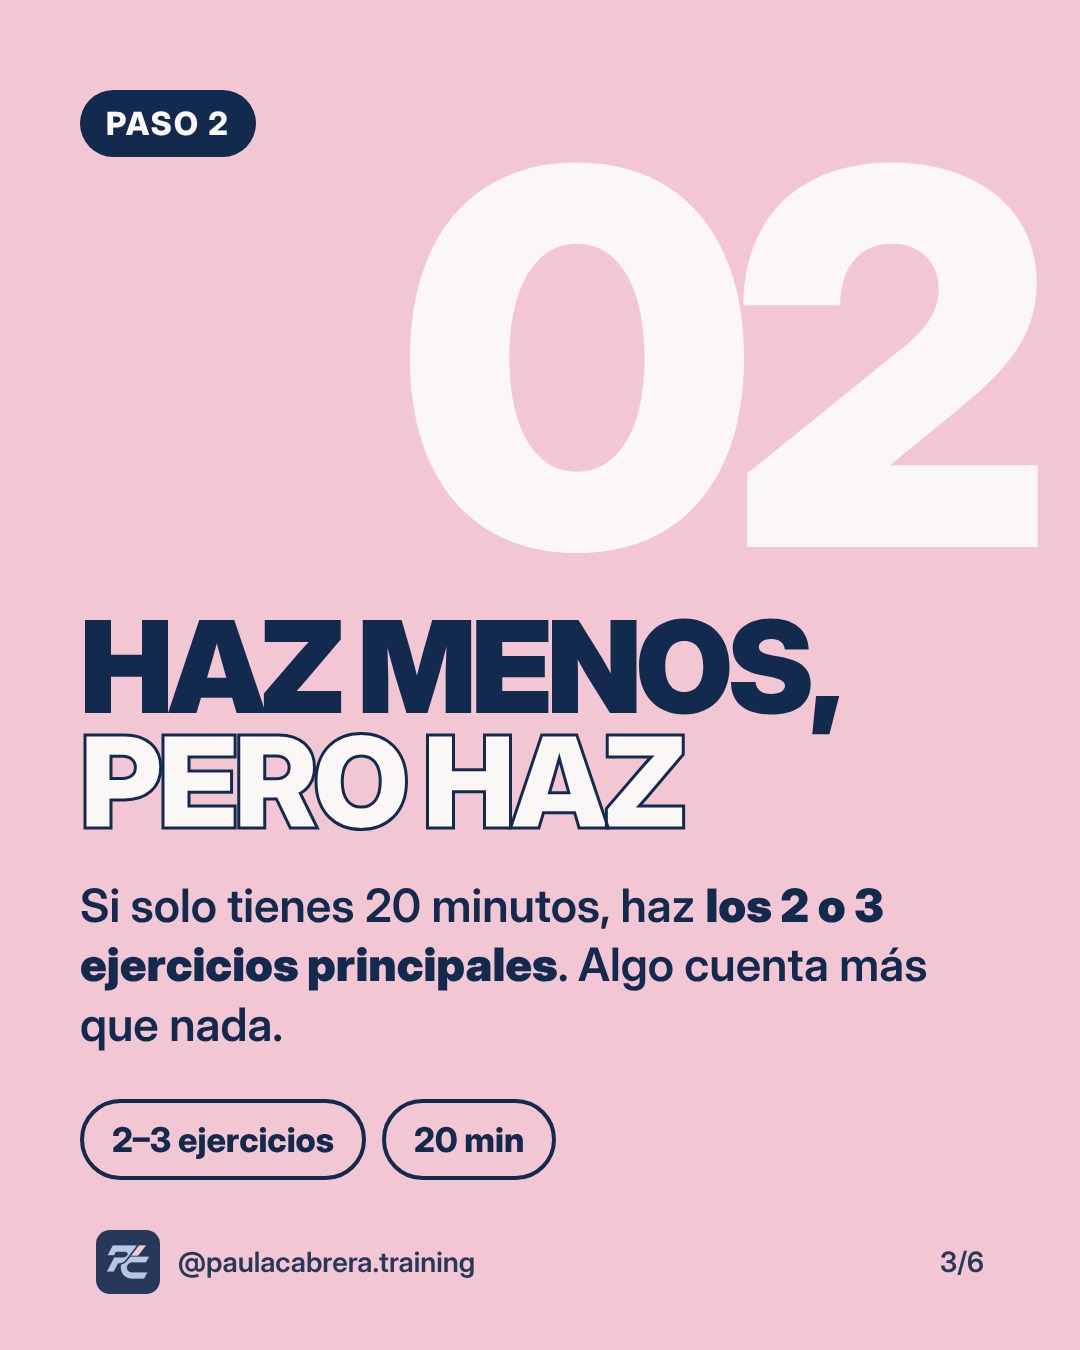 PASO 2
02
HAZ MENOS,
PERO HAZ
Si solo tienes 20 minutos, haz los 2 o 3
ejercicios principales. Algo cuenta más
que nada.
2–3 ejercicios
20 min
PC
@paulacabrera.training
3/6